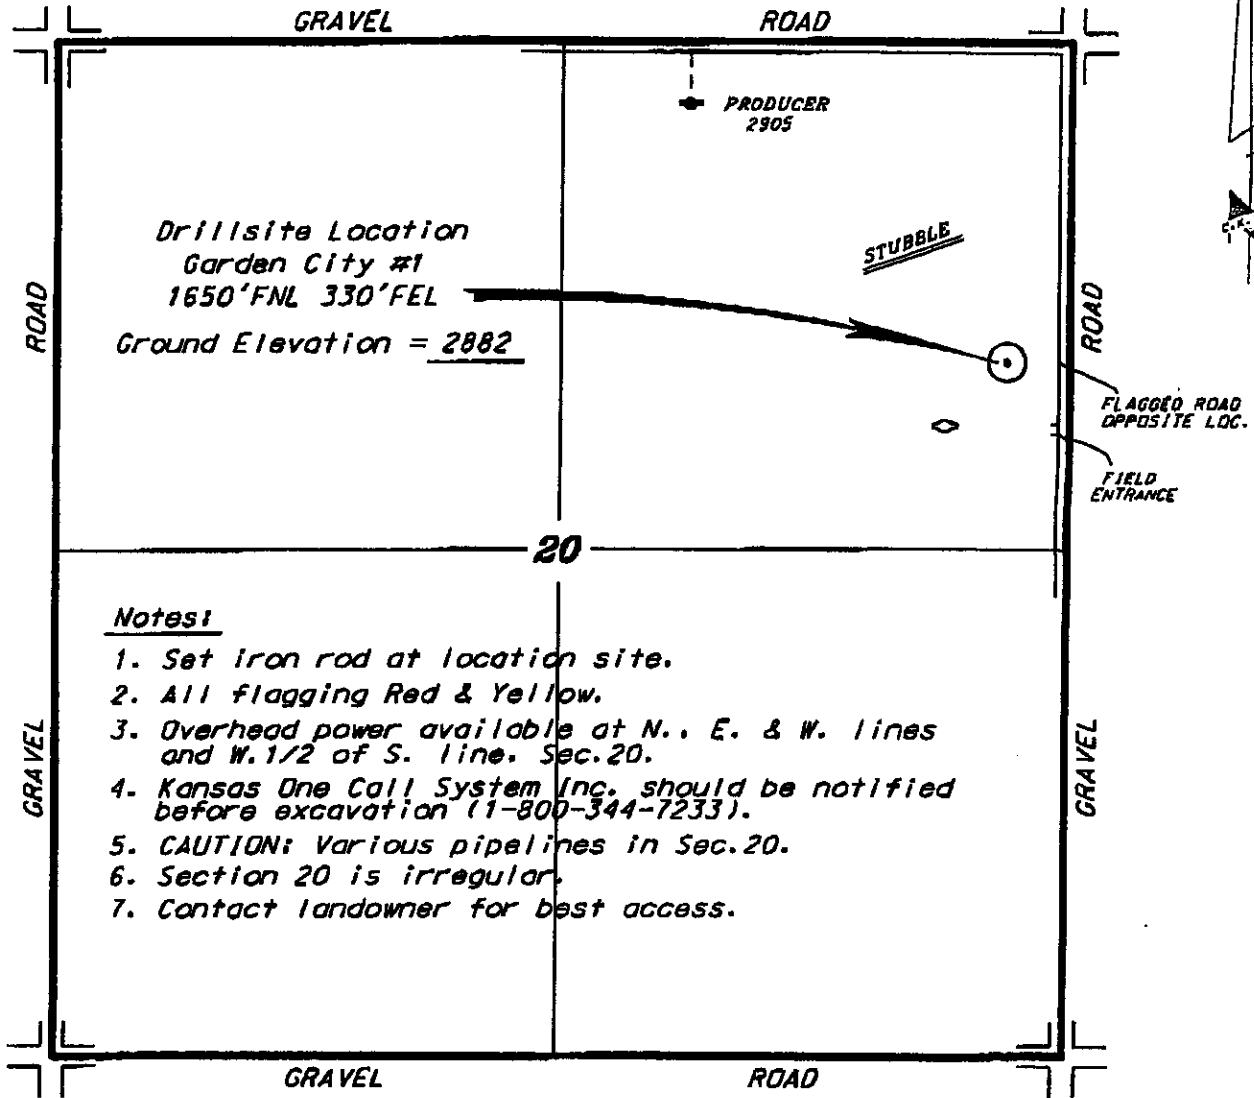 GRAVEL ROAD
PRODUCER
2905
STUBBLE
Drillsite Location
Garden City #1
1650'FNL 330'FEL
Ground Elevation = 2882
ROAD
ROAD
FLAGGED ROAD
OPPOSITE LOC.
FIELD
ENTRANCE
20
Notes:
1. Set iron rod at location site.
2. All flagging Red & Yellow.
3. Overhead power available at N., E. & W. lines
and W.1/2 of S. line. Sec.20.
4. Kansas One Call System Inc. should be notified
before excavation (1-800-344-7233).
5. CAUTION: Various pipelines in Sec.20.
6. Section 20 is irregular.
7. Contact landowner for best access.
GRAVEL
GRAVEL
GRAVEL ROAD